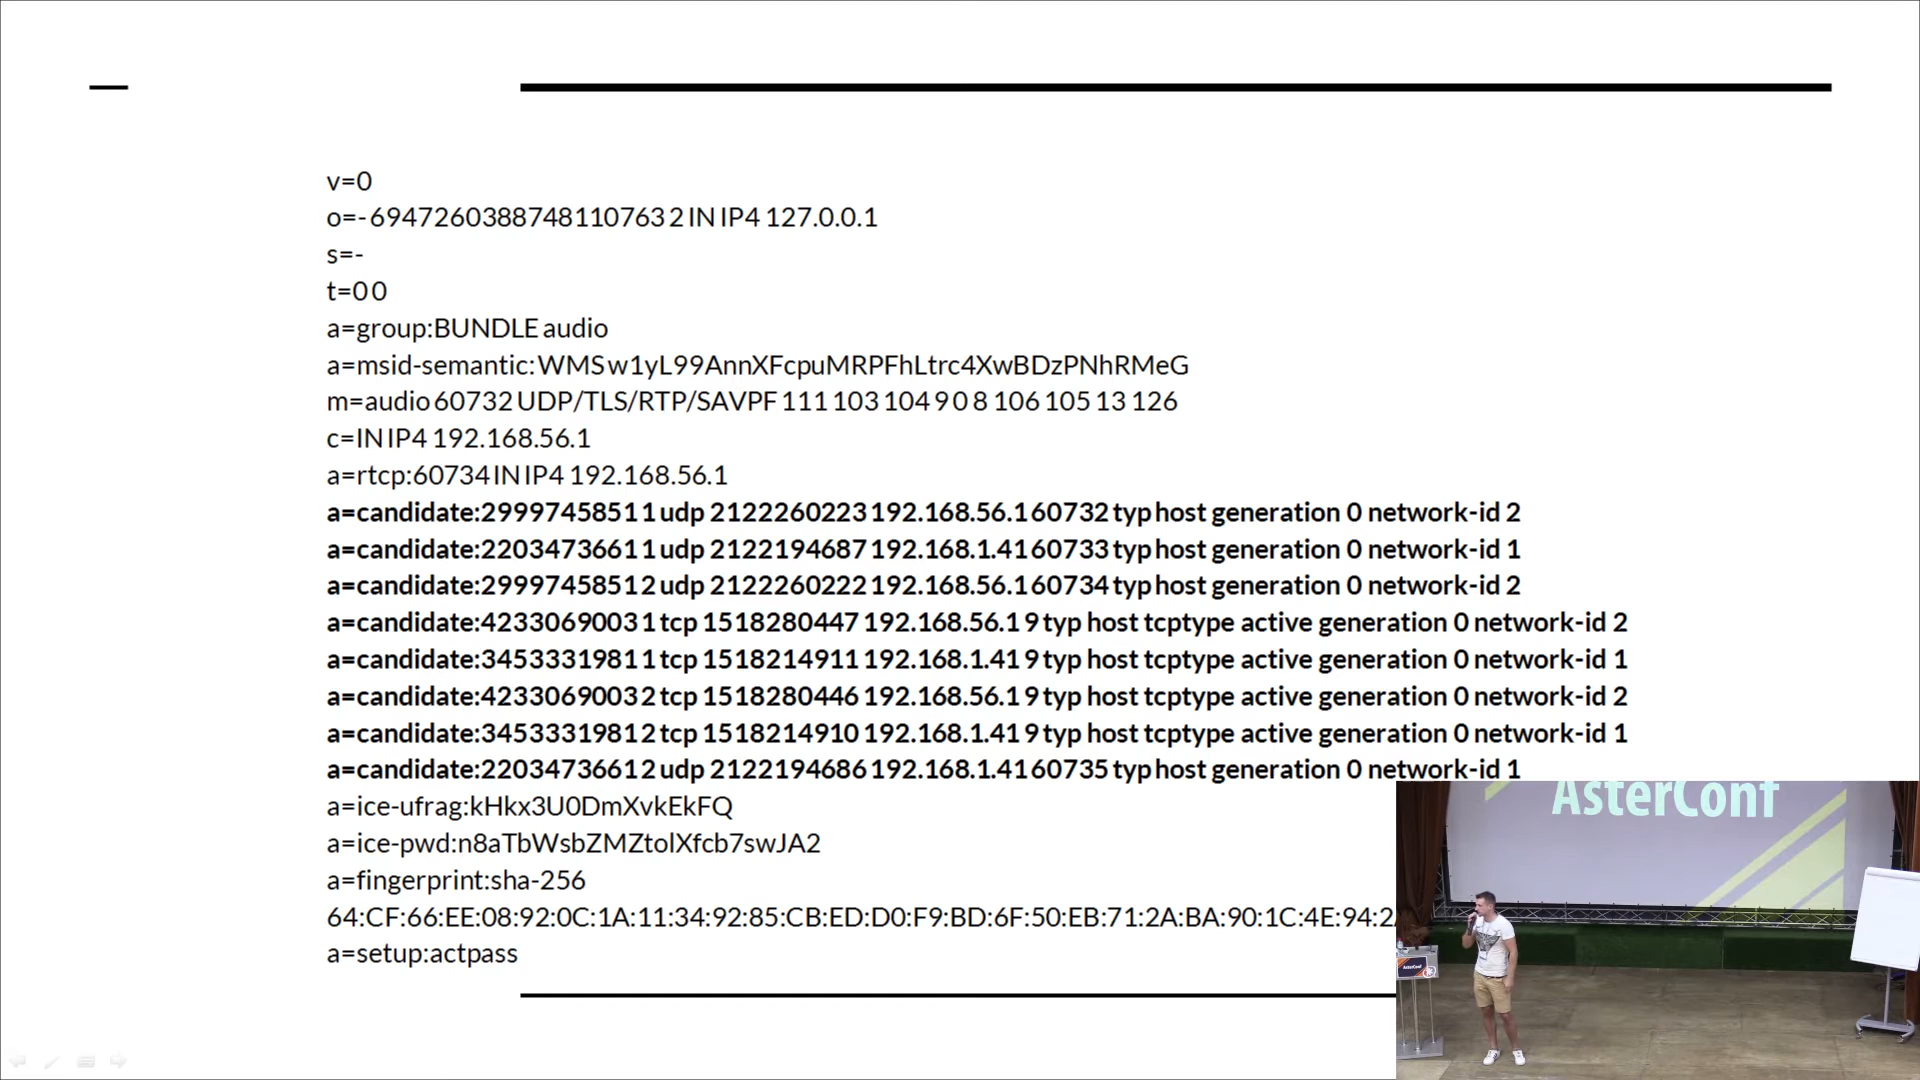 v=0
o=- 6947260388748110763 2 IN IP4 127.0.0.1
s=-
t=0 0
a=group:BUNDLE audio
a=msid-semantic: WMS w1yL99AnnXFcpuMRPFhLtrc4XwBDzPNhRMeG
m=audio 60732 UDP/TLS/RTP/SAVPF 111 103 104 9 0 8 106 105 13 126
c=IN IP4 192.168.56.1
a=rtcp:60734 IN IP4 192.168.56.1
a=candidate:2999745851 1 udp 2122260223 192.168.56.1 60732 typ host generation 0 network-id 2
a=candidate:2203473661 1 udp 2122194687 192.168.1.41 60733 typ host generation 0 network-id 1
a=candidate:2999745851 2 udp 2122260222 192.168.56.1 60734 typ host generation 0 network-id 2
a=candidate:4233069003 1 tcp 1518280447 192.168.56.1 9 typ host tcptype active generation 0 network-id 2
a=candidate:3453331981 1 tcp 1518214911 192.168.1.41 9 typ host tcptype active generation 0 network-id 1
a=candidate:4233069003 2 tcp 1518280446 192.168.56.1 9 typ host tcptype active generation 0 network-id 2
a=candidate:3453331981 2 tcp 1518214910 192.168.1.41 9 typ host tcptype active generation 0 network-id 1
a=candidate:2203473661 2 udp 2122194686 192.168.1.41 60735 typ host generation 0 network-id 1
a=ice-ufrag:kHkx3U0DmXvkEkFQ
a=ice-pwd:n8aTbWsbZMZtolXfcb7swJA2
a=fingerprint:sha-256
64:CF:66:EE:08:92:0C:1A:11:34:92:85:CB:ED:D0:F9:BD:6F:50:EB:71:2A:BA:90:1C:4E:94:2
a=setup:actpass
AsterConf
AsterConf